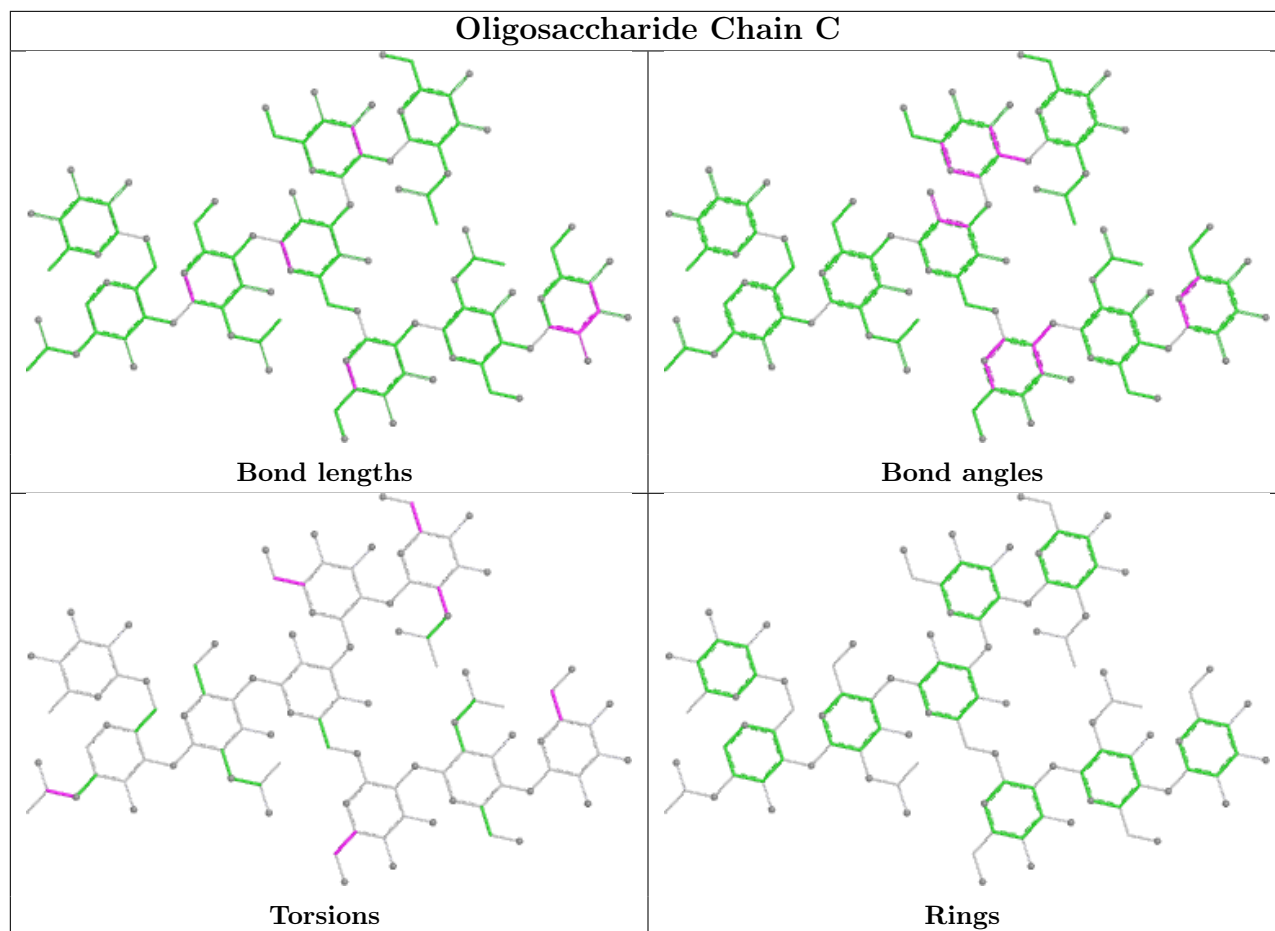 Oligosaccharide Chain C
Bond lengths
Bond angles
Torsions
Rings